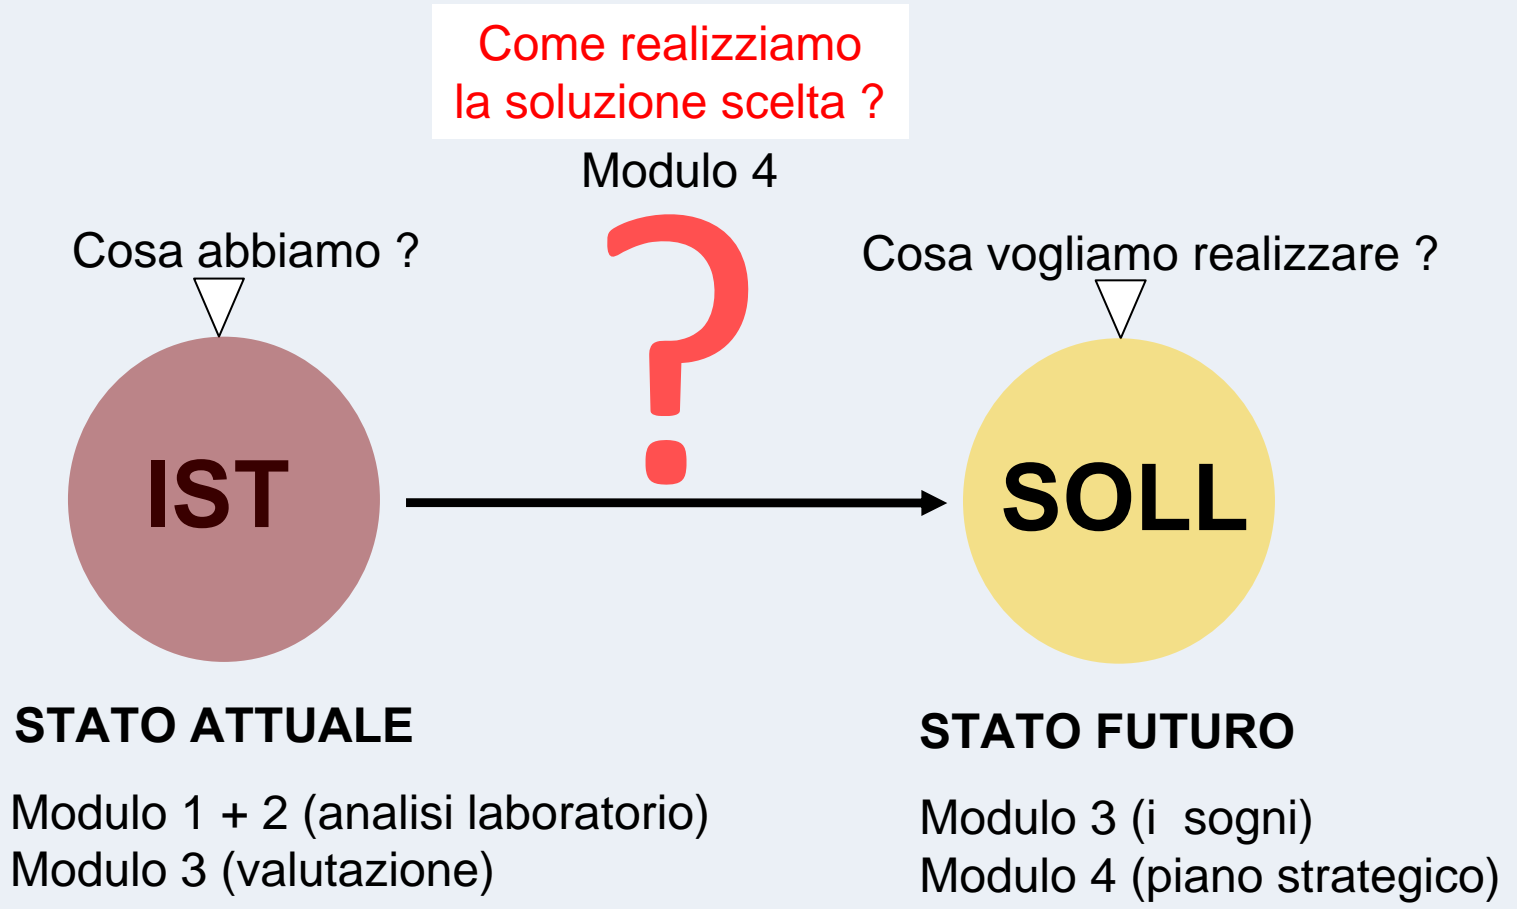 Come realizziamo
la soluzione scelta ?
Modulo 4
Cosa abbiamo ?
Cosa vogliamo realizzare ?
?
IST
SOLL
STATO ATTUALE
STATO FUTURO
Modulo 1 + 2 (analisi laboratorio)
Modulo 3 (valutazione)
Modulo 3 (i sogni)
Modulo 4 (piano strategico)